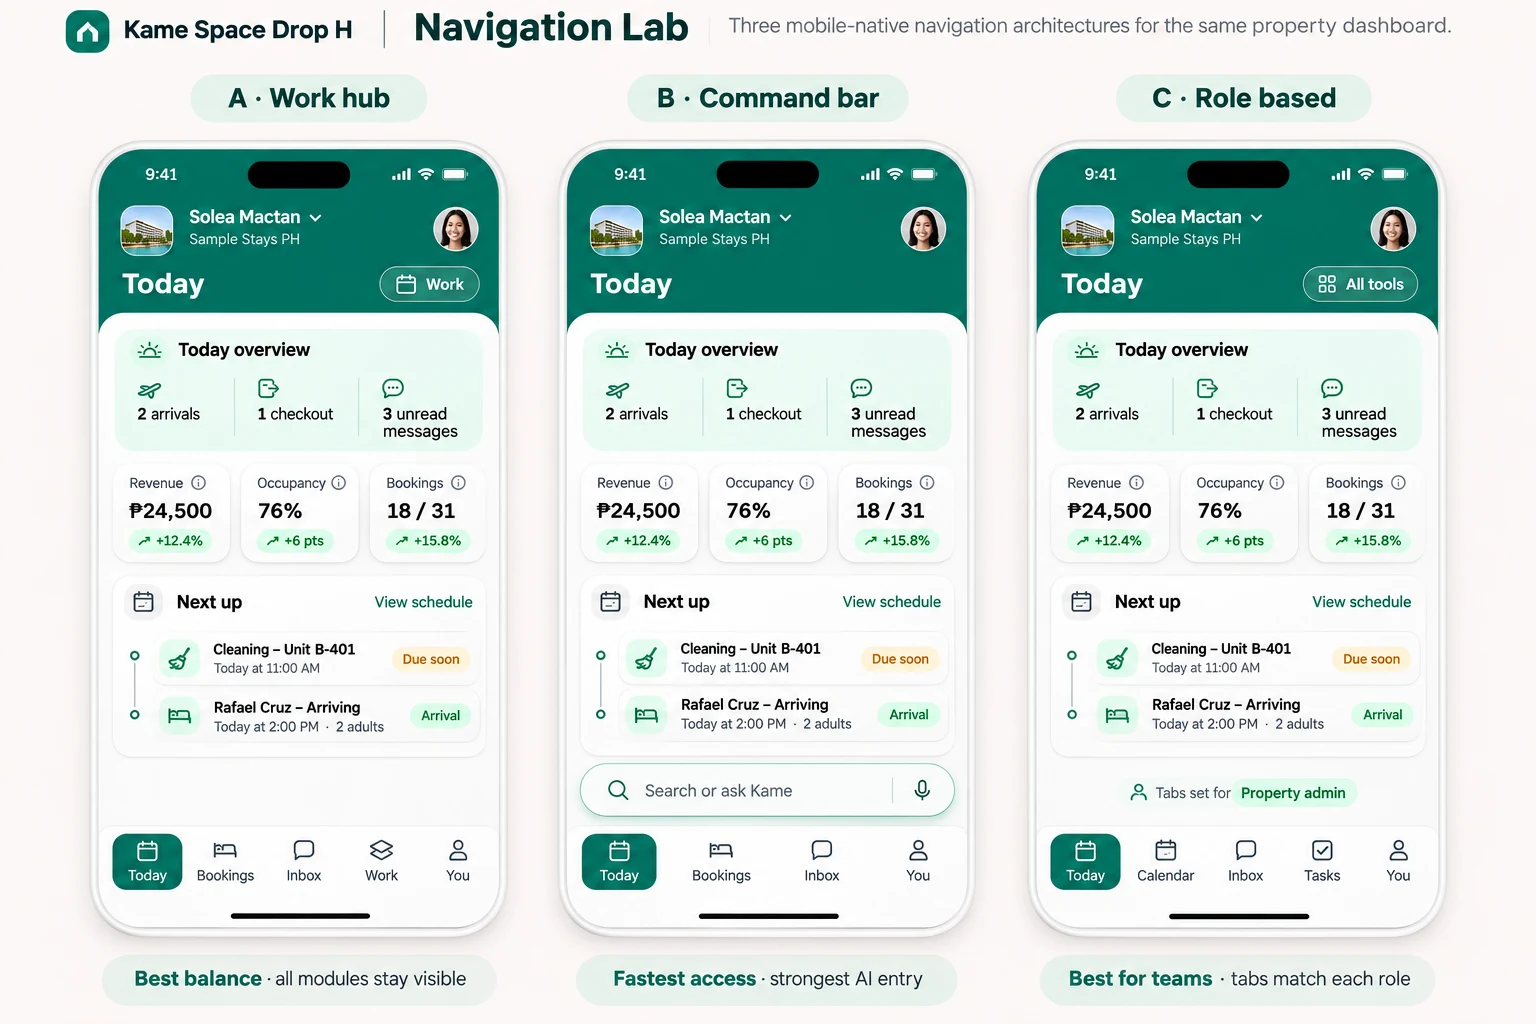 Kame Space Drop H
Navigation Lab
Three mobile-native navigation architectures for the same property dashboard.
A · Work hub
9:41
Solea Mactan
Sample Stays PH
Today
Work
Today overview
2 arrivals
1 checkout
3 unread
messages
Revenue
₱24,500
+12.4%
Occupancy
76%
+6 pts
Bookings
18 / 31
+15.8%
Next up
View schedule
Cleaning – Unit B-401
Today at 11:00 AM
Due soon
Rafael Cruz – Arriving
Today at 2:00 PM · 2 adults
Arrival
Today
Bookings
Inbox
Work
You
Best balance · all modules stay visible
B · Command bar
9:41
Solea Mactan
Sample Stays PH
Today
Today overview
2 arrivals
1 checkout
3 unread
messages
Revenue
₱24,500
+12.4%
Occupancy
76%
+6 pts
Bookings
18 / 31
+15.8%
Next up
View schedule
Cleaning – Unit B-401
Today at 11:00 AM
Due soon
Rafael Cruz – Arriving
Today at 2:00 PM · 2 adults
Arrival
Search or ask Kame
Today
Bookings
Inbox
You
Fastest access · strongest AI entry
C · Role based
9:41
Solea Mactan
Sample Stays PH
Today
All tools
Today overview
2 arrivals
1 checkout
3 unread
messages
Revenue
₱24,500
+12.4%
Occupancy
76%
+6 pts
Bookings
18 / 31
+15.8%
Next up
View schedule
Cleaning – Unit B-401
Today at 11:00 AM
Due soon
Rafael Cruz – Arriving
Today at 2:00 PM · 2 adults
Arrival
Tabs set for Property admin
Today
Calendar
Inbox
Tasks
You
Best for teams · tabs match each role